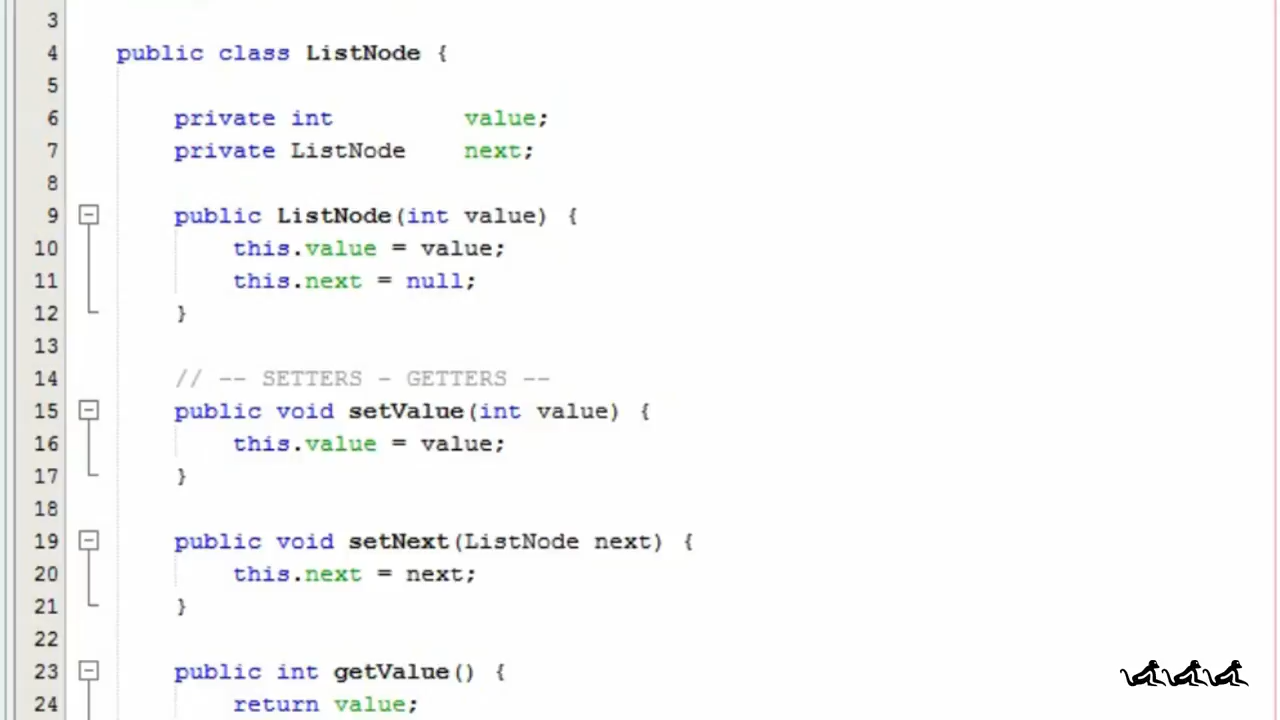 3
4 public class ListNode {
5
6 private int value;
7 private ListNode next;
8
9 public ListNode(int value) {
10 this.value = value;
11 this.next = null;
12 }
13
14 // -- SETTERS - GETTERS --
15 public void setValue(int value) {
16 this.value = value;
17 }
18
19 public void setNext(ListNode next) {
20 this.next = next;
21 }
22
23 public int getValue() {
24 return value;